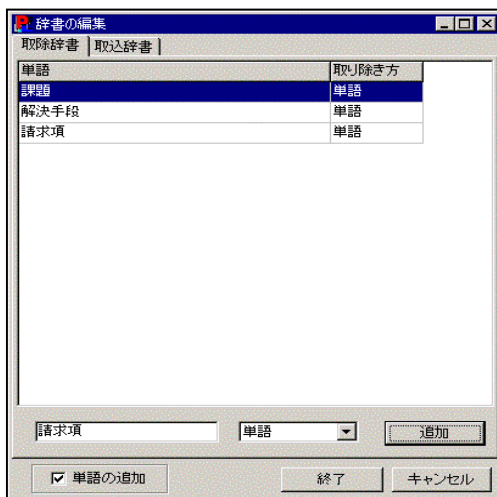 辞書の編集
取除辞書 取込辞書
単語 取り除き方
課題 単語
解決手段 単語
請求項 単語
請求項 単語 追加
単語の追加 終了 キャンセル